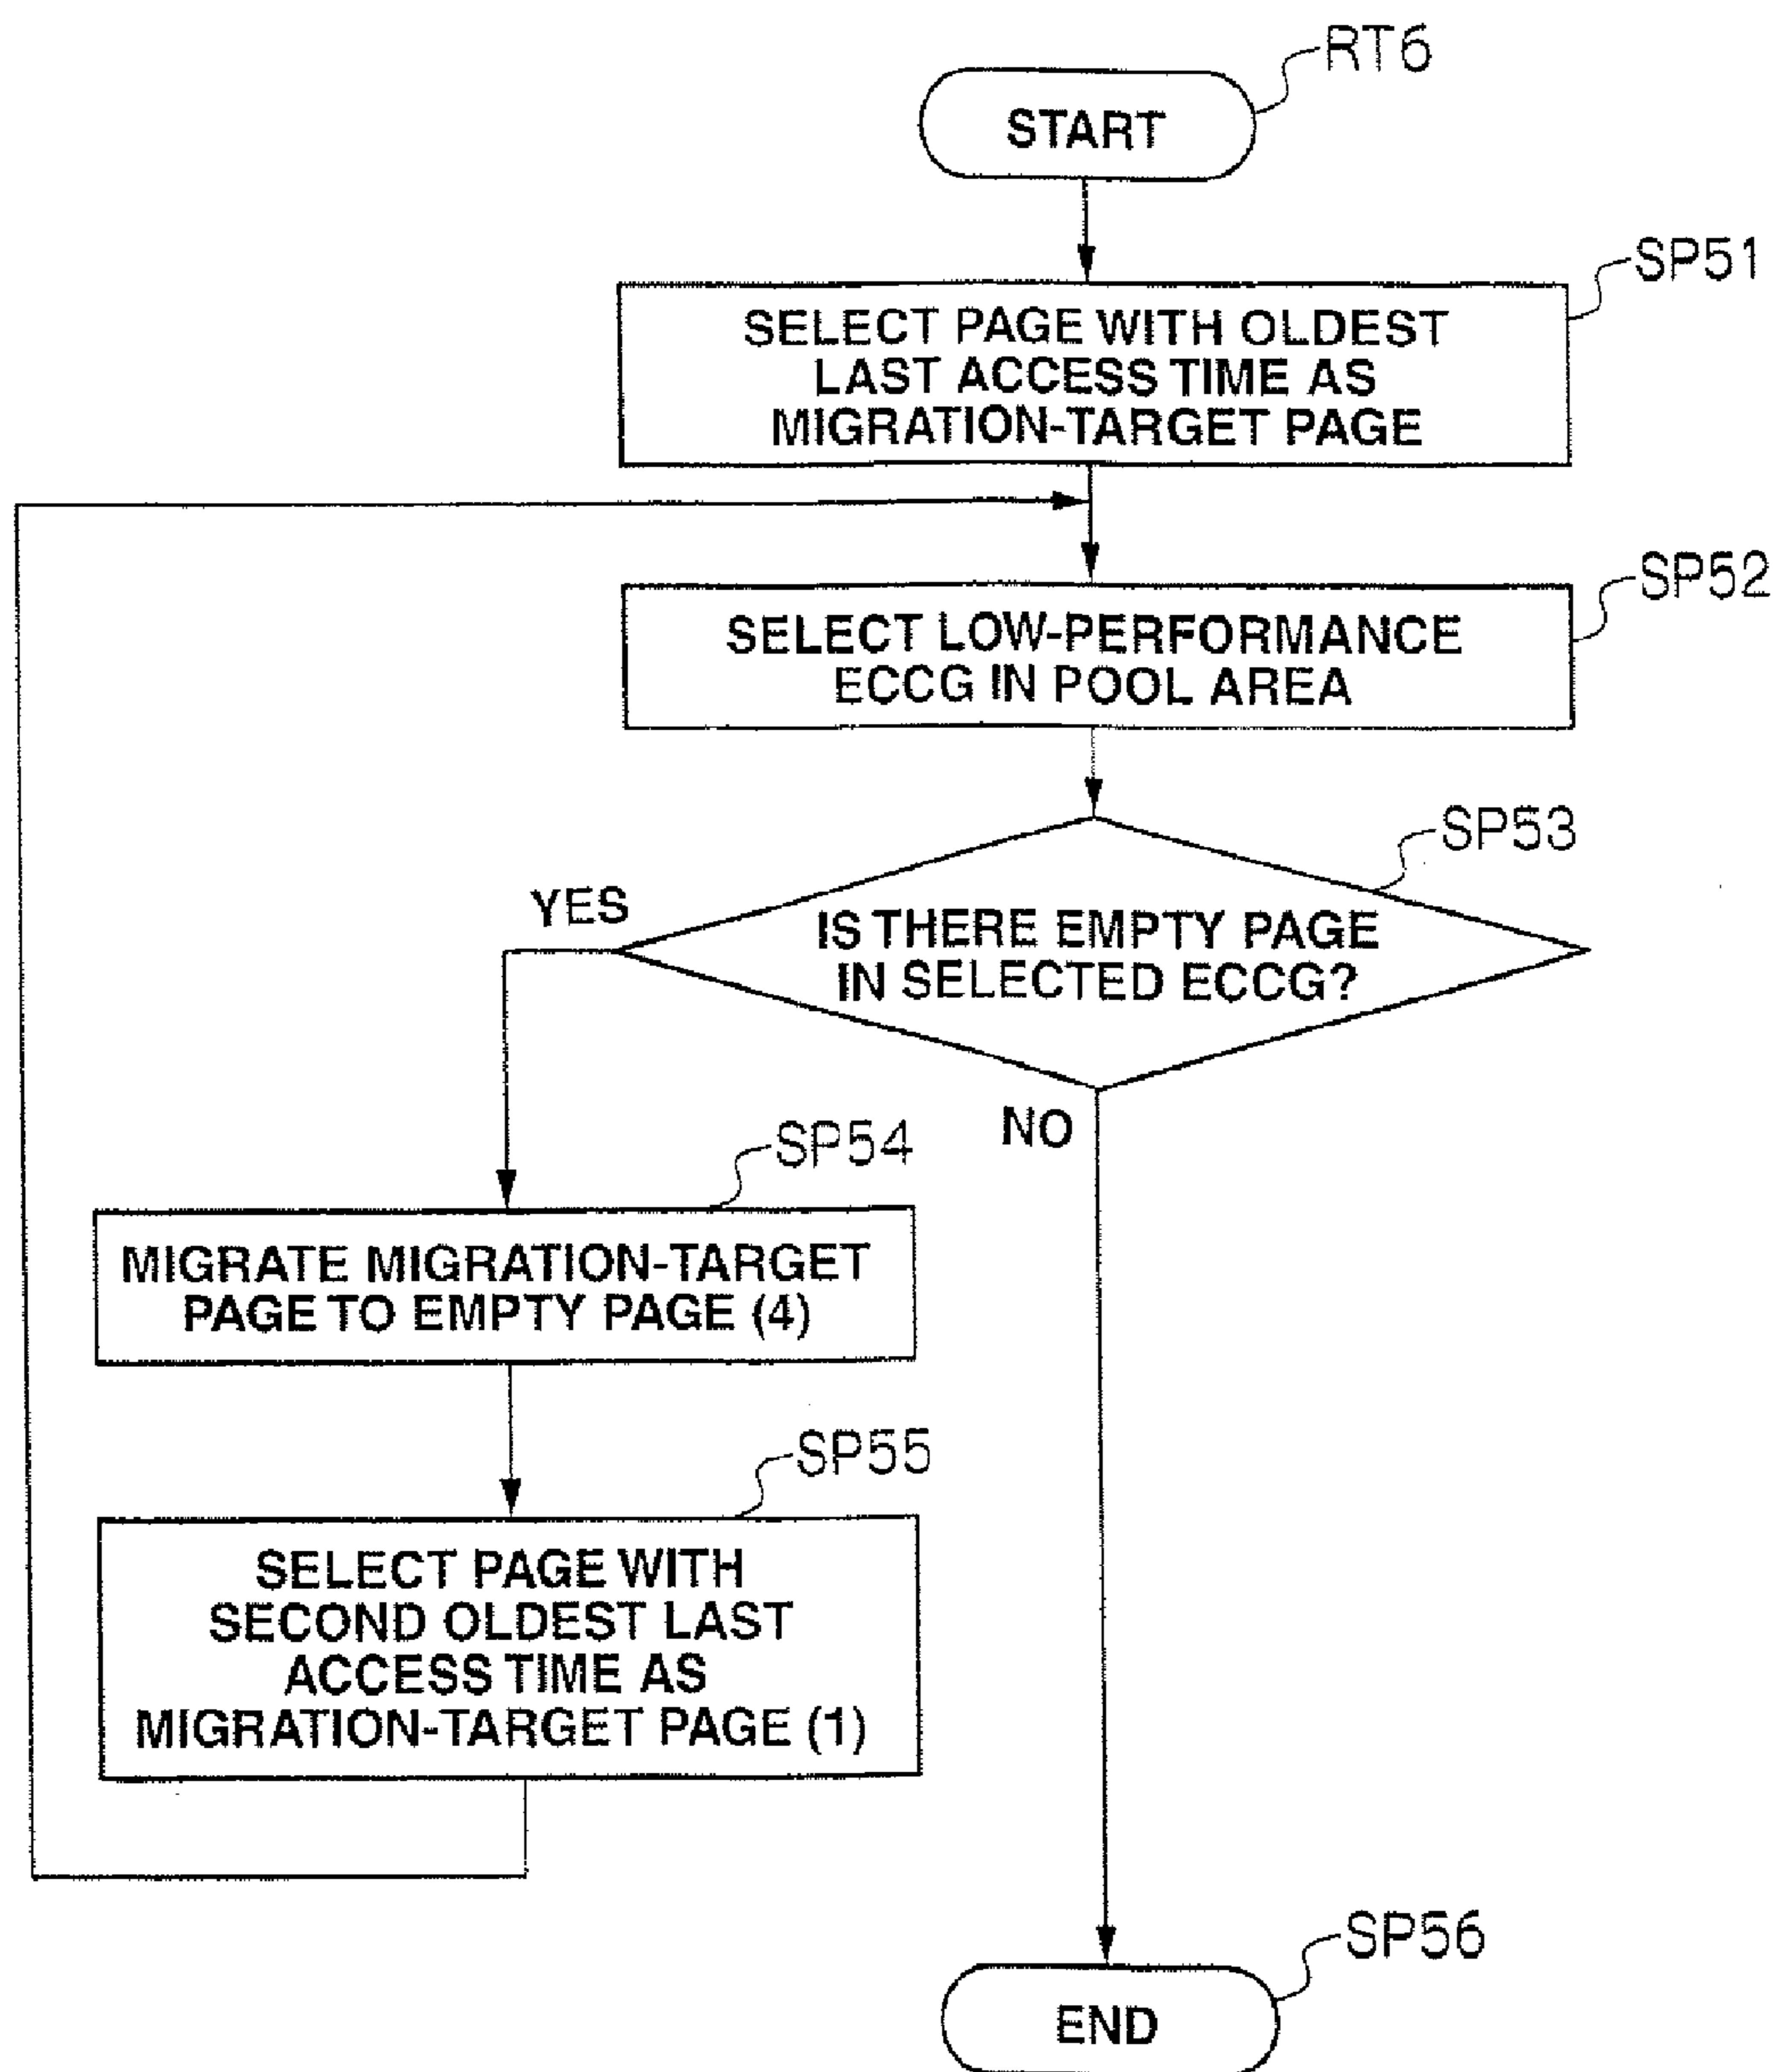 RT6
START
SP51
SELECT PAGE WITH OLDEST
LAST ACCESS TIME AS
MIGRATION-TARGET PAGE
SP52
SELECT LOW-PERFORMANCE
ECCG IN POOL AREA
SP53
YES
IS THERE EMPTY PAGE
IN SELECTED ECCG?
NO
SP54
MIGRATE MIGRATION-TARGET
PAGE TO EMPTY PAGE (4)
SP55
SELECT PAGE WITH
SECOND OLDEST LAST
ACCESS TIME AS
MIGRATION-TARGET PAGE (1)
SP56
END